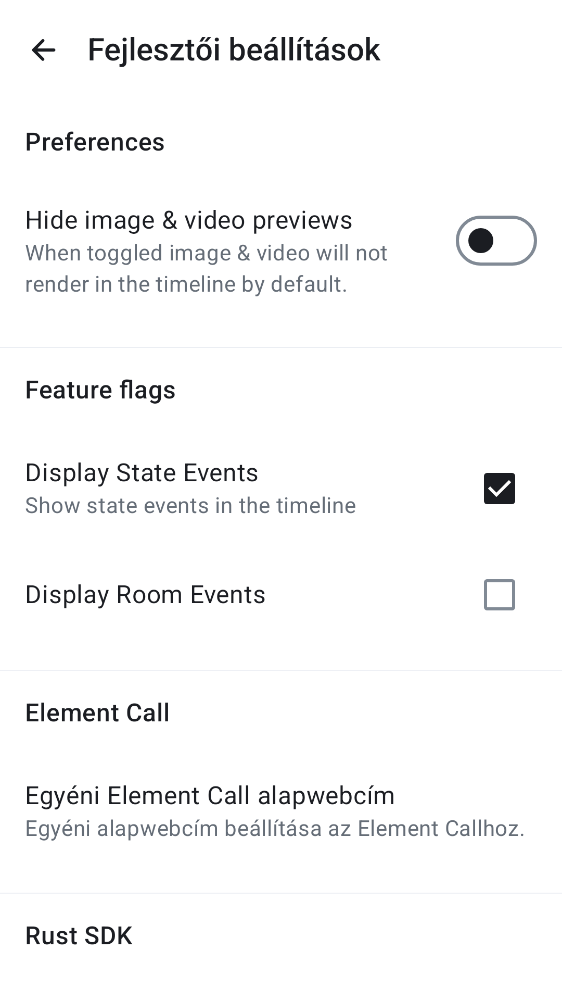 Fejlesztői beállítások
Preferences
Hide image & video previews
When toggled image & video will not
render in the timeline by default.
Feature flags
Display State Events
Show state events in the timeline
Display Room Events
Element Call
Egyéni Element Call alapwebcím
Egyéni alapwebcím beállítása az Element Callhoz.
Rust SDK